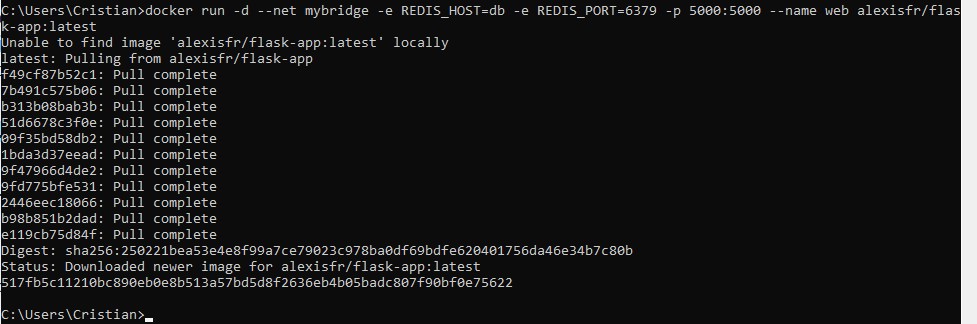 C:\Users\Cristian>docker run -d --net mybridge -e REDIS_HOST=db -e REDIS_PORT=6379 -p 5000:5000 --name web alexisfr/flas
k-app:latest
Unable to find image 'alexisfr/flask-app:latest' locally
latest: Pulling from alexisfr/flask-app
f49cf87b52c1: Pull complete
7b491c575b06: Pull complete
b313b08bab3b: Pull complete
51d6678c3f0e: Pull complete
09f35bd58db2: Pull complete
1bda3d37eead: Pull complete
9f47966d4de2: Pull complete
9fd775bfe531: Pull complete
2446eec18066: Pull complete
b98b851b2dad: Pull complete
e119cb75d84f: Pull complete
Digest: sha256:250221bea53e4e8f99a7ce79023c978ba0df69bdfe620401756da46e34b7c80b
Status: Downloaded newer image for alexisfr/flask-app:latest
517fb5c11210bc890eb0e8b513a57bd5d8f2636eb4b05badc807f90bf0e75622
C:\Users\Cristian>